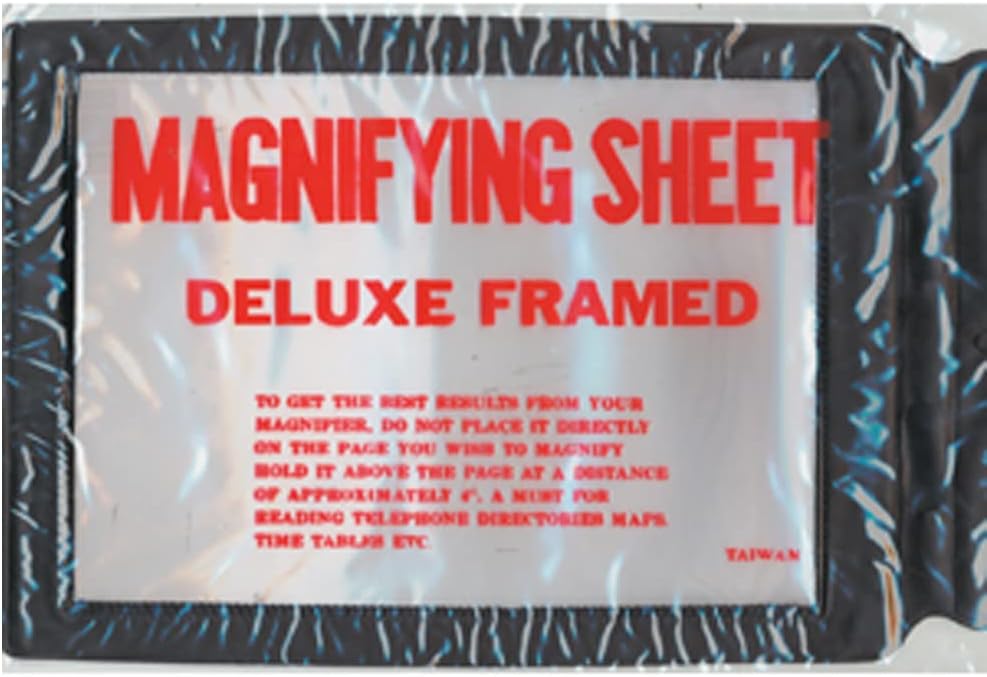 MAGNIFYING SHEET
DELUXE FRAMED
TO GET THE BEST RESULTS FROM YOUR
MAGNIFIER, DO NOT PLACE IT DIRECTLY
ON THE PAGE YOU WISH TO MAGNIFY
HOLD IT ABOVE THE PAGE AT A DISTANCE
OF APPROXIMATELY 4". A MUST FOR
READING TELEPHONE DIRECTORIES MAPS.
TIME TABLES ETC.
TAIWAN